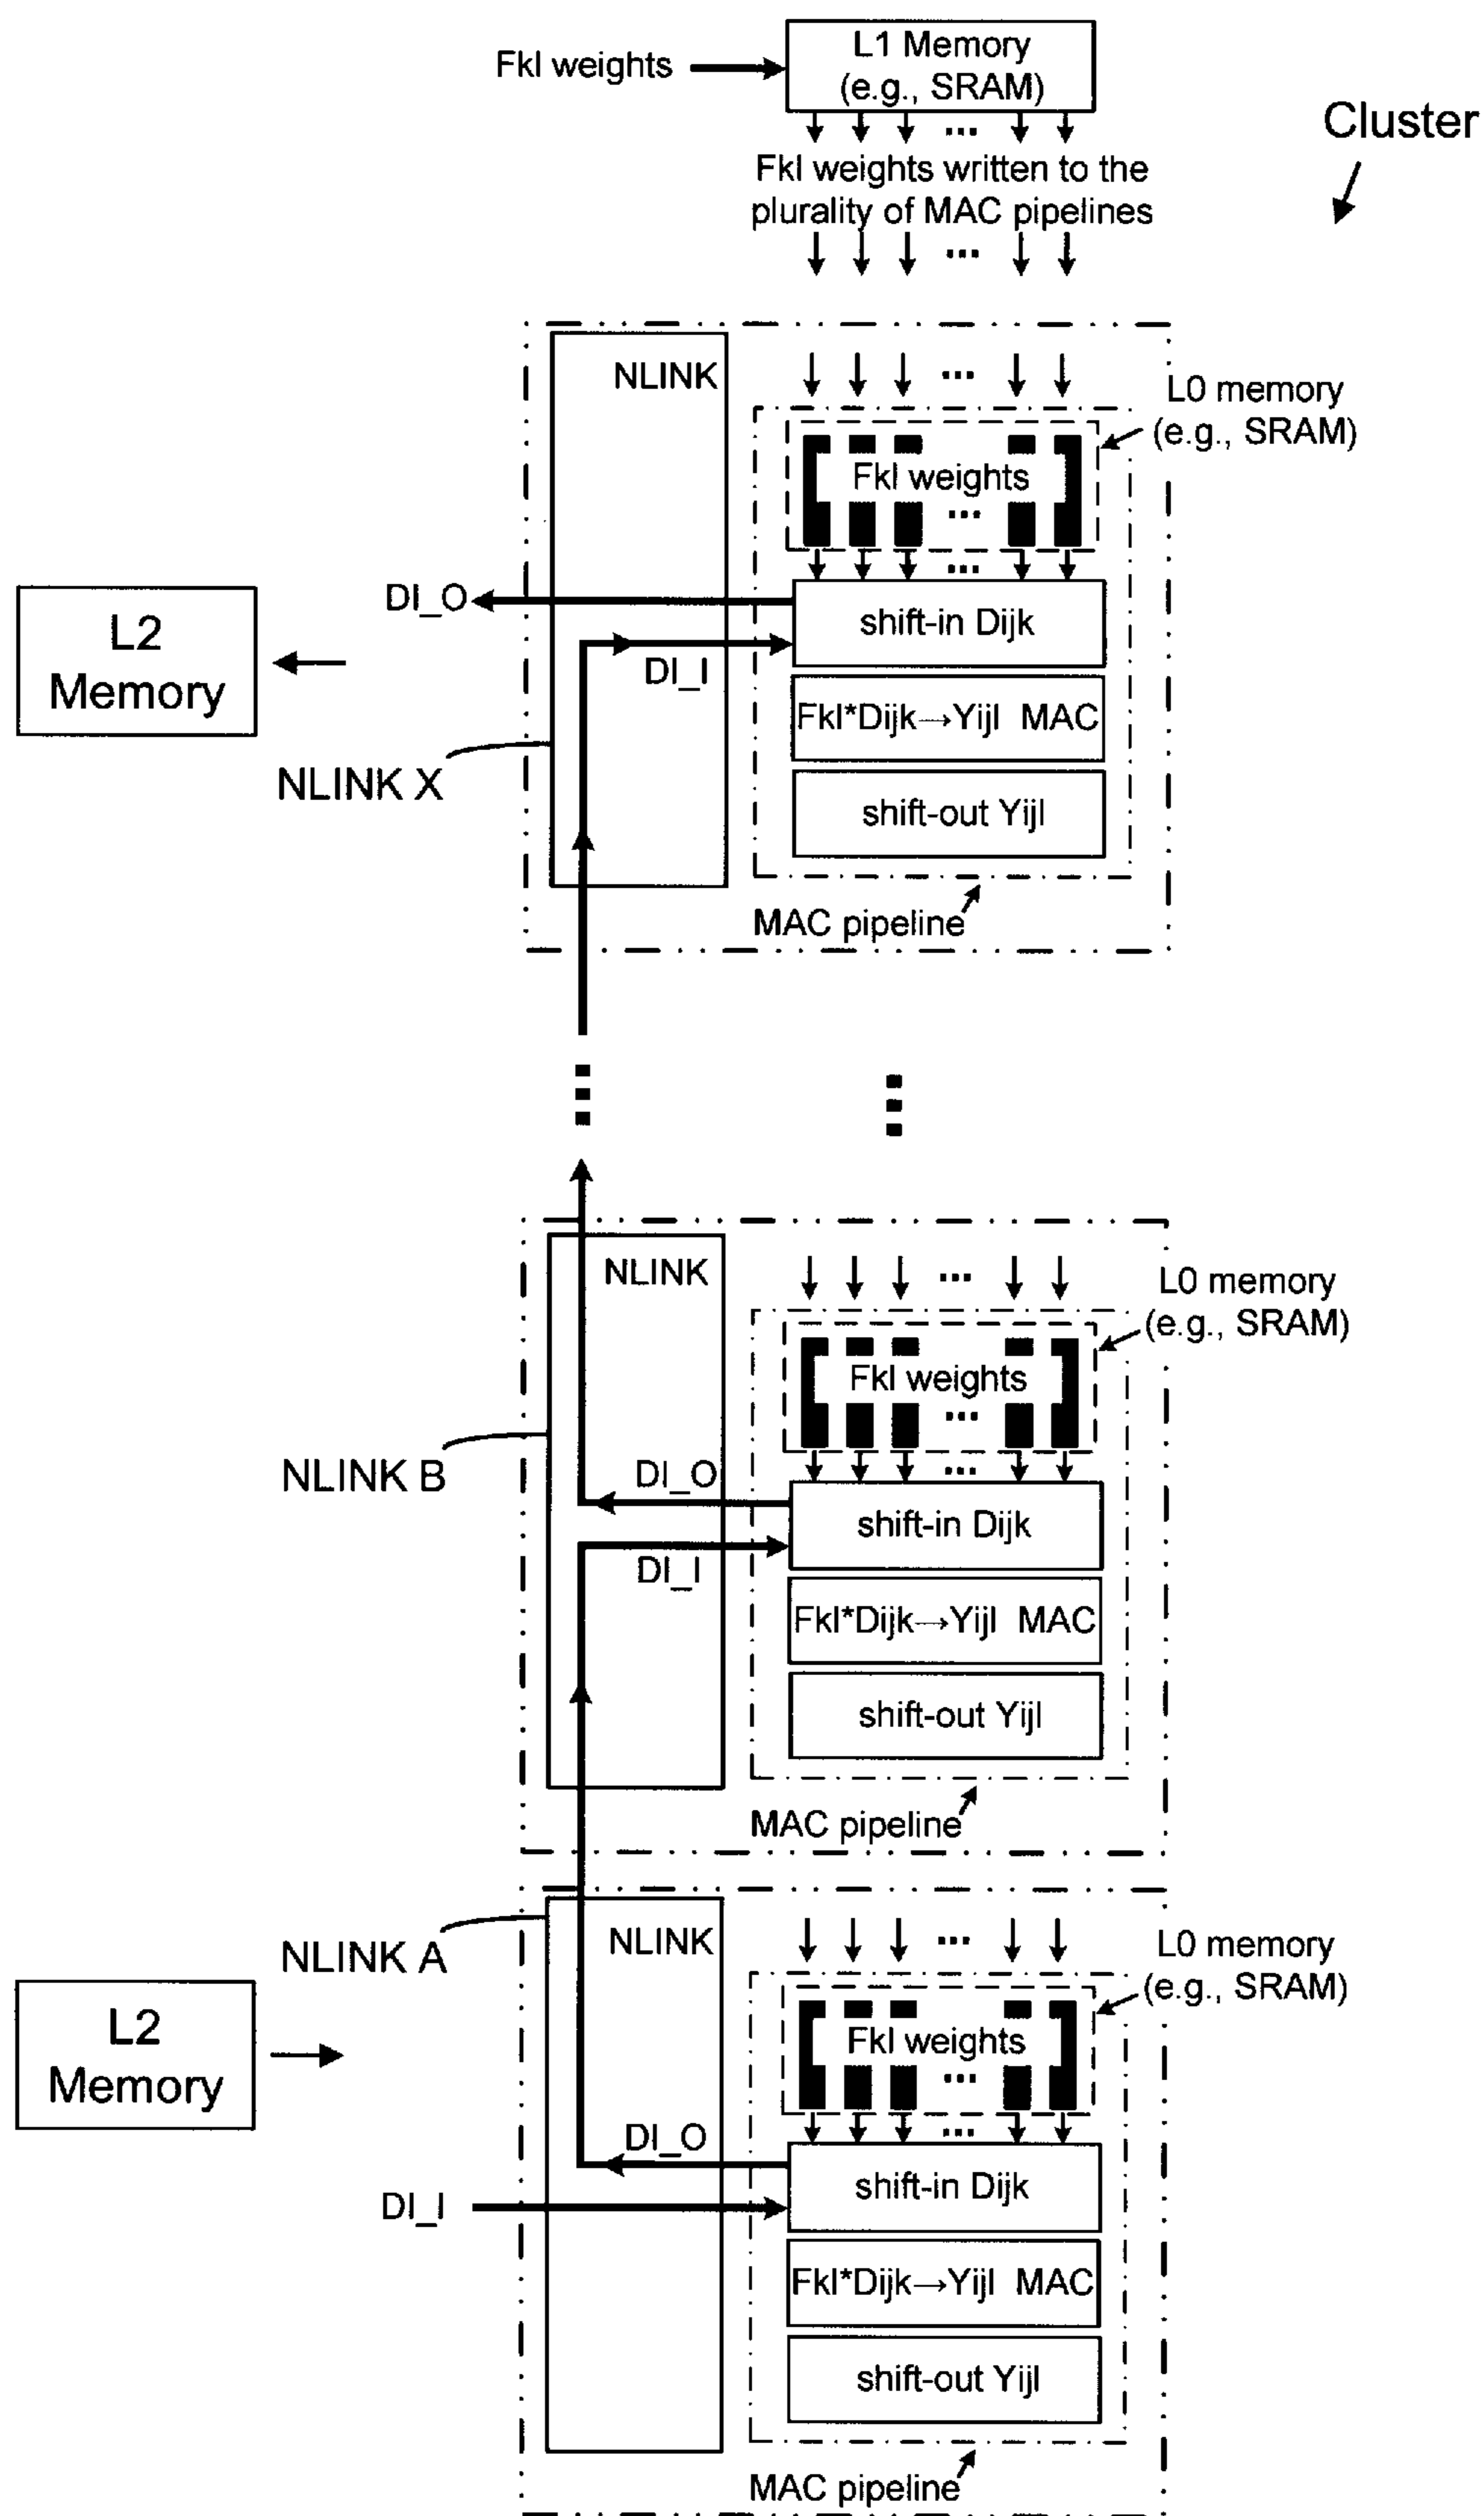 L1 Memory
(e.g., SRAM)
Fkl weights
Cluster
Fkl weights written to the
plurality of MAC pipelines
NLINK
L0 memory
(e.g., SRAM)
Fkl weights
DI_O
shift-in Dijk
L2
Memory
DI_I
Fkl*Dijk→Yijl MAC
NLINK X
shift-out Yijl
MAC pipeline
NLINK
L0 memory
(e.g., SRAM)
Fkl weights
DI_O
NLINK B
shift-in Dijk
DI_I
Fkl*Dijk→Yijl MAC
shift-out Yijl
MAC pipeline
NLINK
NLINK A
L0 memory
(e.g., SRAM)
L2
Memory
Fkl weights
DI_O
shift-in Dijk
DI_I
Fkl*Dijk→Yijl MAC
shift-out Yijl
MAC pipeline